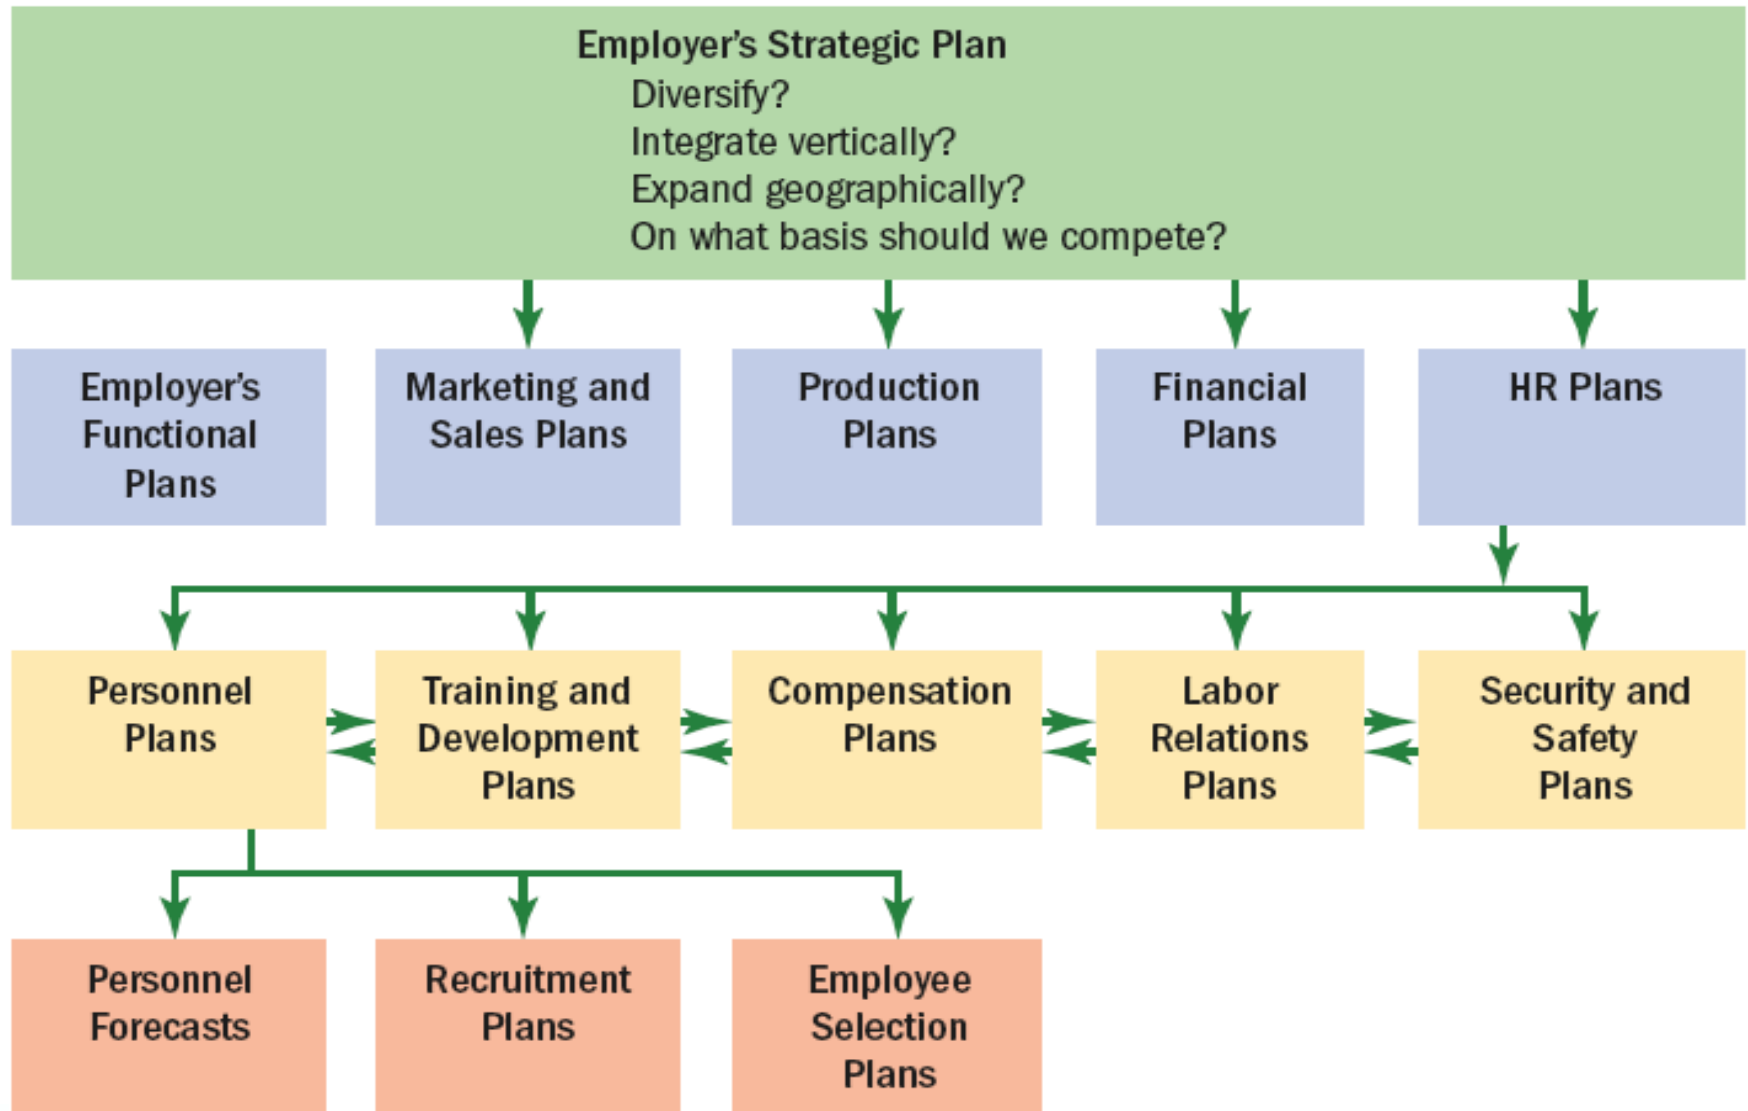 Employer's Strategic Plan
Diversify?
Integrate vertically?
Expand geographically?
On what basis should we compete?
Employer's
Functional
Plans
Marketing and
Sales Plans
Production
Plans
Financial
Plans
HR Plans
Personnel
Plans
Training and
Development
Plans
Compensation
Plans
Labor
Relations
Plans
Security and
Safety
Plans
Personnel
Forecasts
Recruitment
Plans
Employee
Selection
Plans